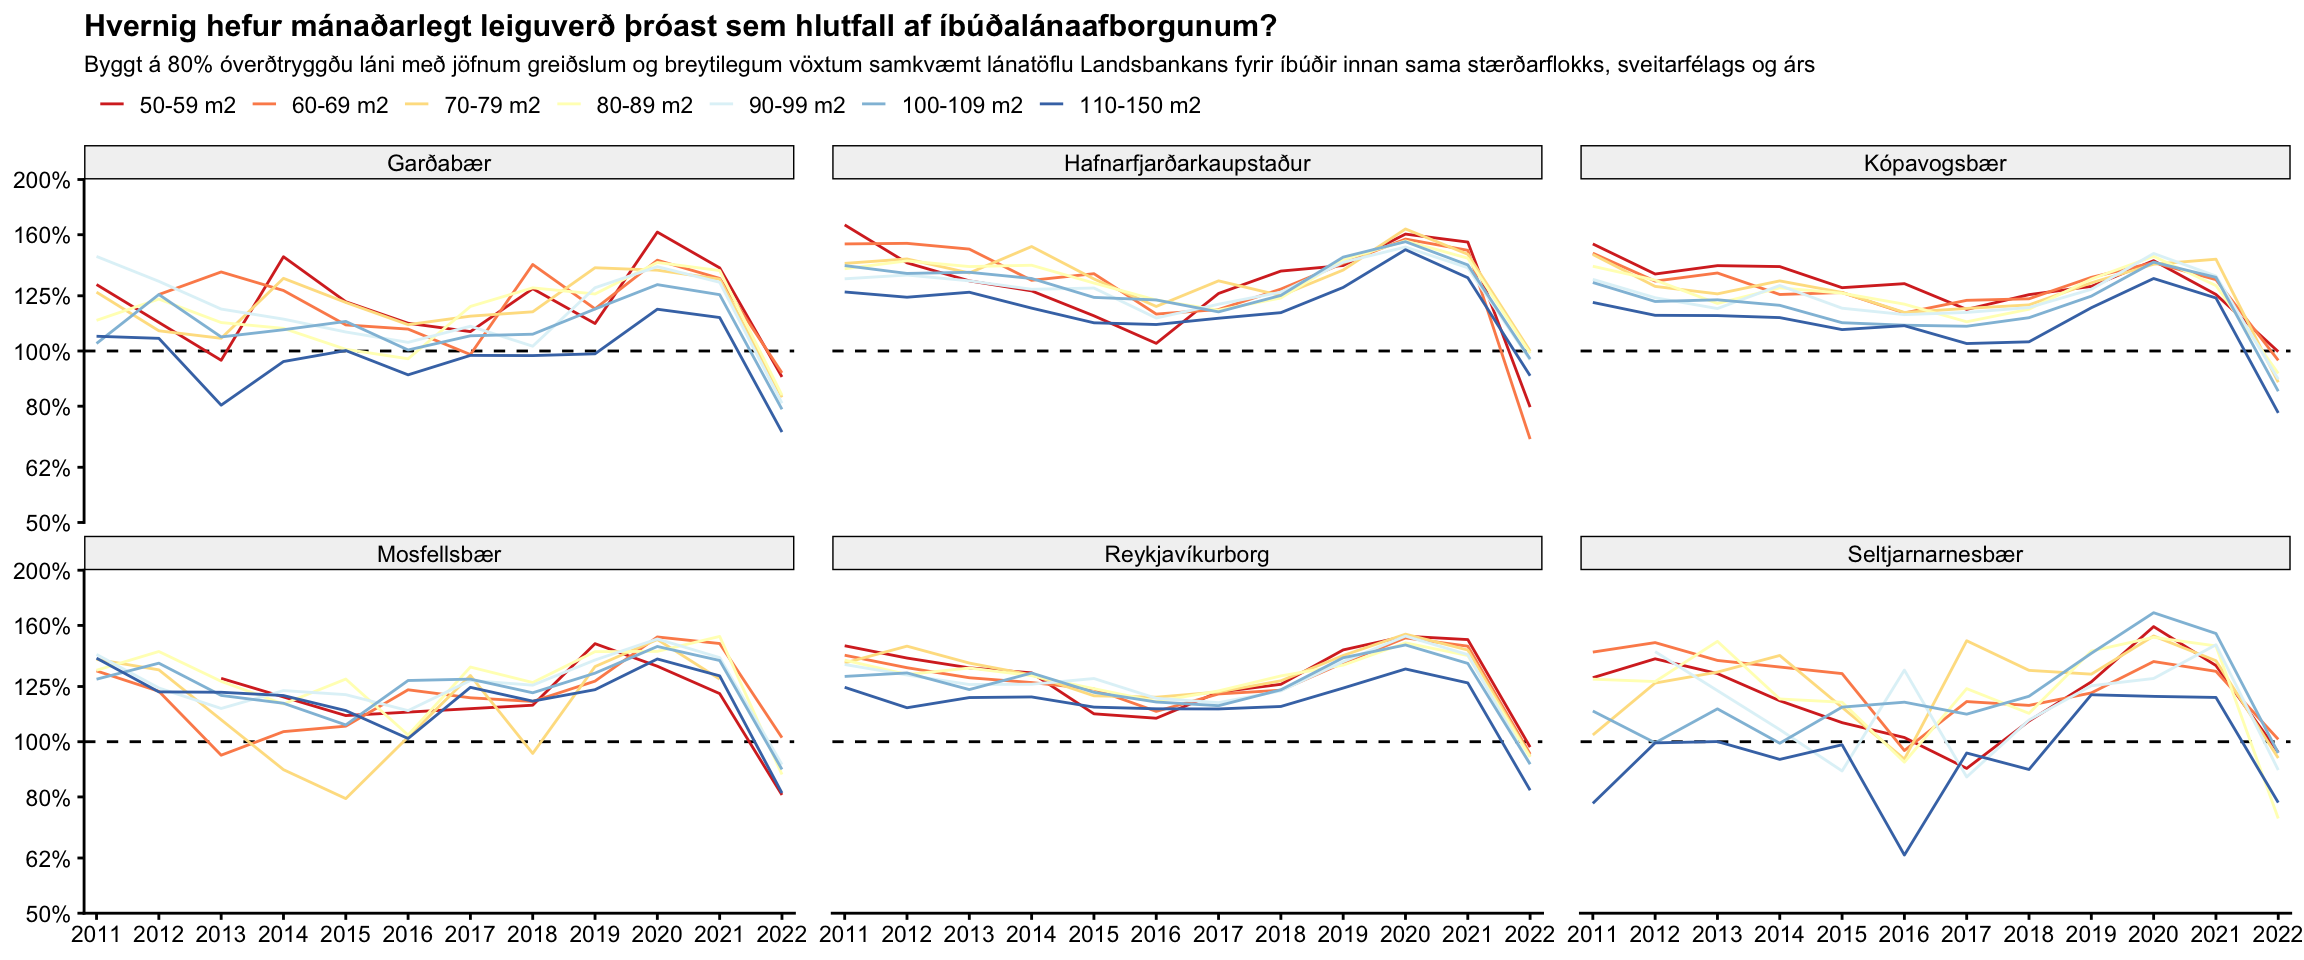 Hvernig hefur mánaðarlegt leiguverð þróast sem hlutfall af íbúðalánaafborgunum?
Byggt á 80% óverðtryggðu láni með jöfnum greiðslum og breytilegum vöxtum samkvæmt lánatöflu Landsbankans fyrir íbúðir innan sama stærðarflokks, sveitarfélags og árs
50-59 m2 60-69 m2 70-79 m2 80-89 m2 90-99 m2 100-109 m2 110-150 m2
Garðabær Hafnarfjarðarkaupstaður Kópavogsbær
200%
160%
125%
100%
80%
62%
50%
Mosfellsbær Reykjavíkurborg Seltjarnarnesbær
200%
160%
125%
100%
80%
62%
50%
2011 2012 2013 2014 2015 2016 2017 2018 2019 2020 2021 2022 2011 2012 2013 2014 2015 2016 2017 2018 2019 2020 2021 2022 2011 2012 2013 2014 2015 2016 2017 2018 2019 2020 2021 2022